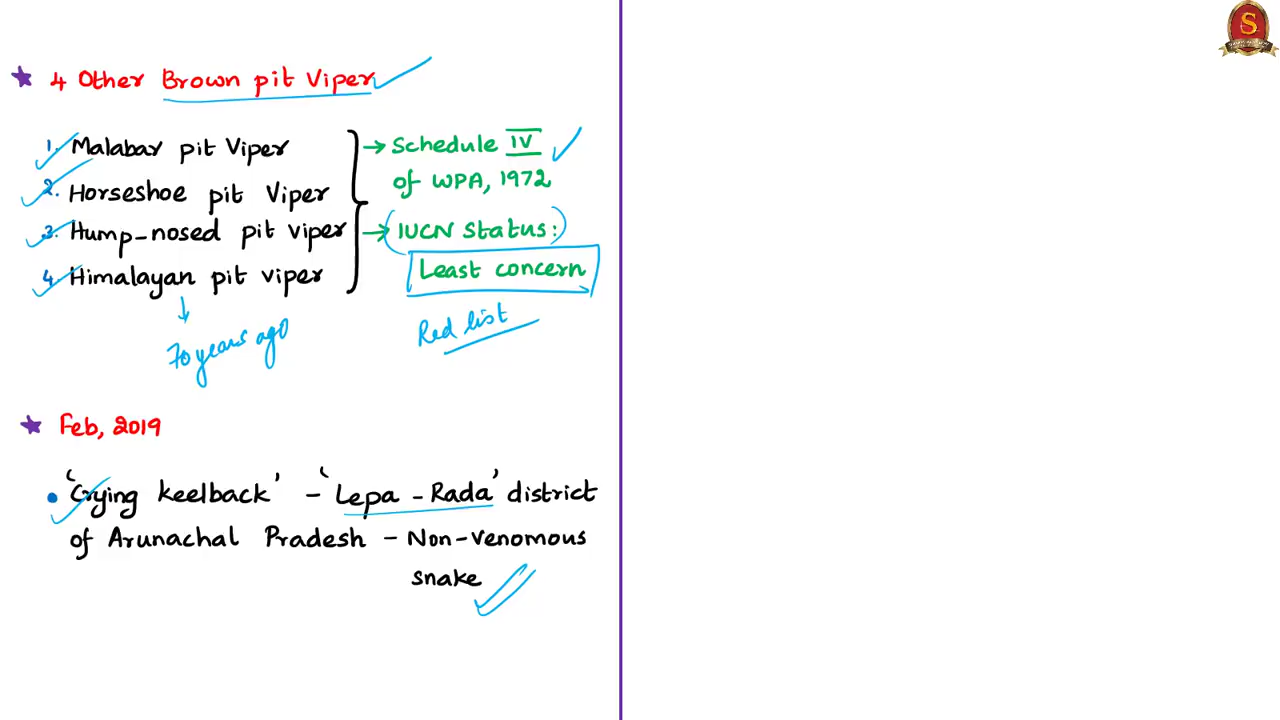 ★ 4 Other Brown pit Viper
1. Malabar pit Viper
2. Horseshoe pit Viper
3. Hump-nosed pit viper
4. Himalayan pit viper
→ Schedule IV
of WPA, 1972
→ (IUCN Status:)
Least concern
70 years ago
Red list
★ Feb, 2019
• 'Crying keelback' - 'Lepa - Rada' district
of Arunachal Pradesh - Non-venomous
snake
S